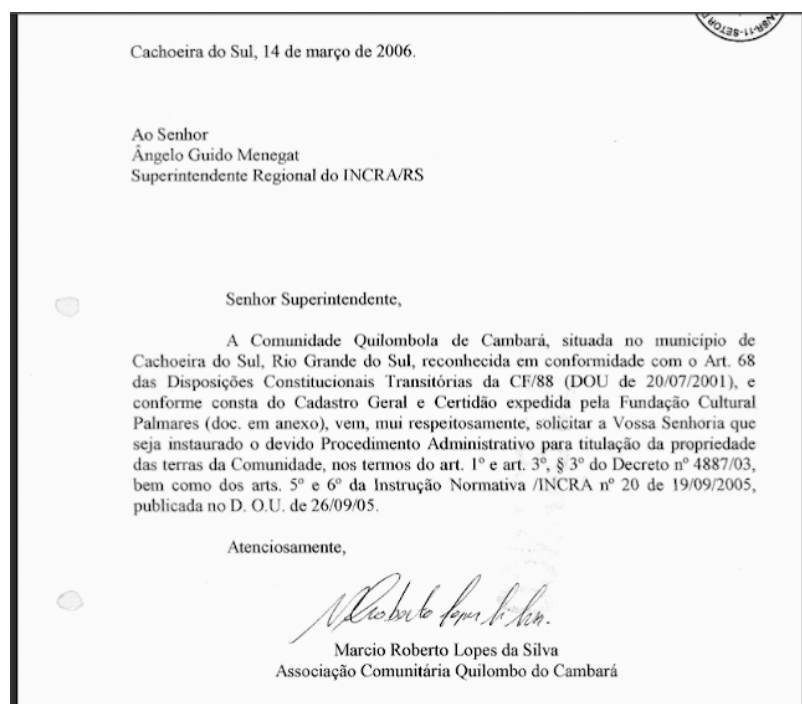 Cachoeira do Sul, 14 de março de 2006.
Ao Senhor
Ângelo Guido Menegat
Superintendente Regional do INCRA/RS
Senhor Superintendente,
A Comunidade Quilombola de Cambará, situada no município de
Cachoeira do Sul, Rio Grande do Sul, reconhecida em conformidade com o Art. 68
das Disposições Constitucionais Transitórias da CF/88 (DOU de 20/07/2001), e
conforme consta do Cadastro Geral e Certidão expedida pela Fundação Cultural
Palmares (doc. em anexo), vem, mui respeitosamente, solicitar a Vossa Senhoria que
seja instaurado o devido Procedimento Administrativo para titulação da propriedade
das terras da Comunidade, nos termos do art. 1º e art. 3º, § 3º do Decreto nº 4887/03,
bem como dos arts. 5º e 6º da Instrução Normativa /INCRA nº 20 de 19/09/2005,
publicada no D. O.U. de 26/09/05.
Atenciosamente,
Marcio Roberto Lopes da Silva
Associação Comunitária Quilombo do Cambará